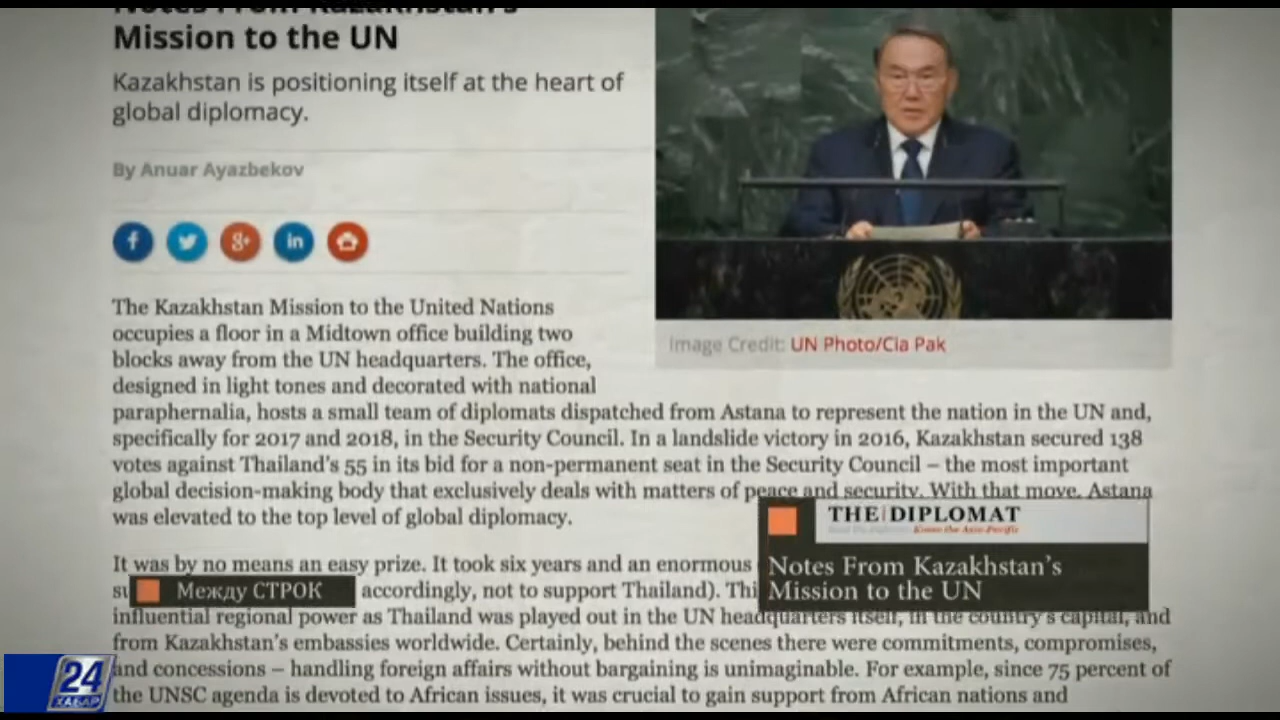 Notes From Kazakhstan's
Mission to the UN
Kazakhstan is positioning itself at the heart of
global diplomacy.
By Anuar Ayazbekov
f
g+
in
Image Credit: UN Photo/Cia Pak
The Kazakhstan Mission to the United Nations
occupies a floor in a Midtown office building two
blocks away from the UN headquarters. The office,
designed in light tones and decorated with national
paraphernalia, hosts a small team of diplomats dispatched from Astana to represent the nation in the UN and,
specifically for 2017 and 2018, in the Security Council. In a landslide victory in 2016, Kazakhstan secured 138
votes against Thailand's 55 in its bid for a non-permanent seat in the Security Council – the most important
global decision-making body that exclusively deals with matters of peace and security. With that move, Astana
was elevated to the top level of global diplomacy.
It was by no means an easy prize. It took six years and an enormous
accordingly, not to support Thailand).
influential regional power as Thailand was played out in the UN headquarters itself, in the country's capital, and
from Kazakhstan's embassies worldwide. Certainly, behind the scenes there were commitments, compromises,
and concessions – handling foreign affairs without bargaining is unimaginable. For example, since 75 percent of
the UNSC agenda is devoted to African issues, it was crucial to gain support from African nations and
THE DIPLOMAT
Know the Asia-Pacific
Notes From Kazakhstan's
Mission to the UN
Между СТРОК
24
ХАБАР